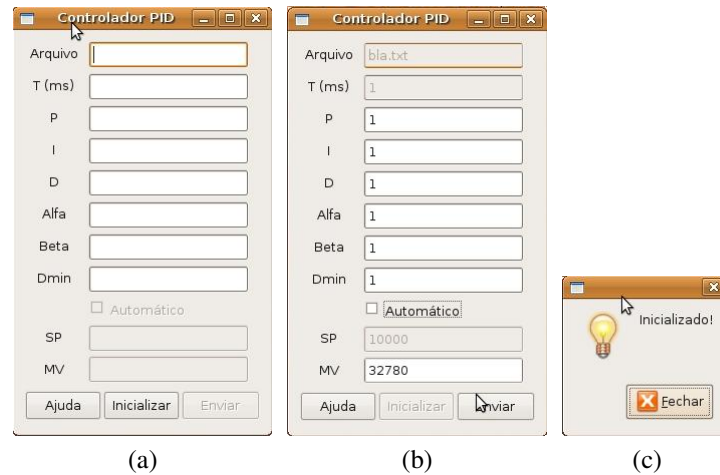 Controlador PID
Arquivo
T (ms)
P
I
D
Alfa
Beta
Dmin
Automático
SP
MV
Ajuda Inicializar Enviar
(a)
Controlador PID
Arquivo bla.txt
T (ms) 1
P 1
I 1
D 1
Alfa 1
Beta 1
Dmin 1
Automático
SP 10000
MV 32780
Ajuda Inicializar Enviar
(b)
Inicializado!
Fechar
(c)